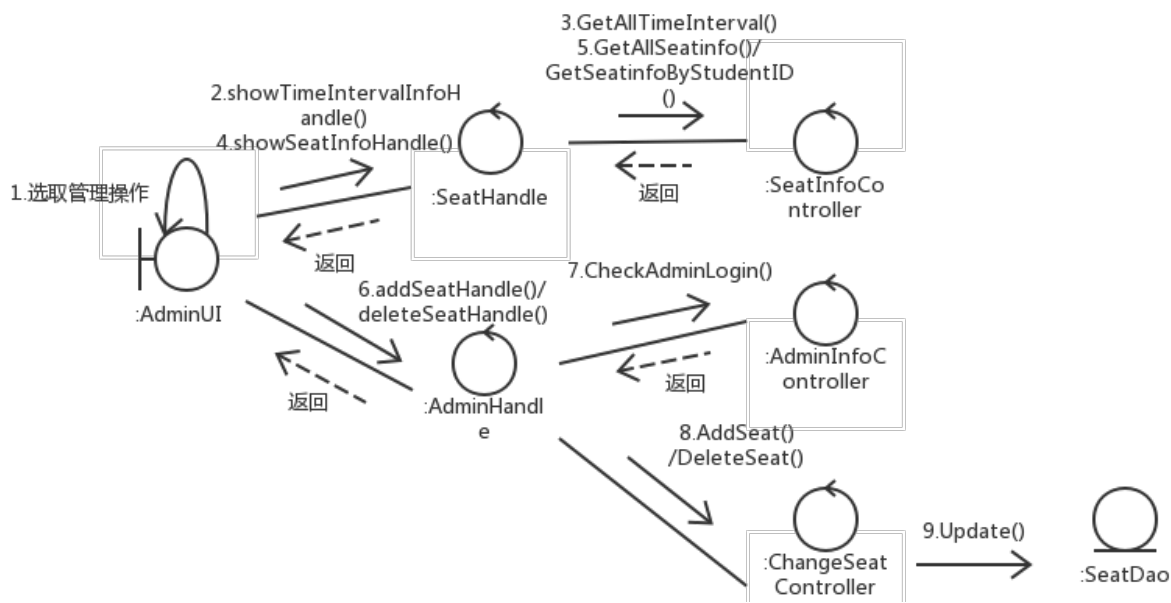 3.GetAllTimeInterval()
5.GetAllSeatinfo()/
GetSeatinfoByStudentID
()
2.showTimeIntervalInfoH
andle()
4.showSeatInfoHandle()
1.选取管理操作
:SeatHandle
:SeatInfoCo
ntroller
返回
返回
:AdminUI
7.CheckAdminLogin()
6.addSeatHandle()/
deleteSeatHandle()
:AdminInfoC
ontroller
返回
返回
:AdminHandl
e
8.AddSeat()
/DeleteSeat()
9.Update()
:ChangeSeat
Controller
:SeatDao